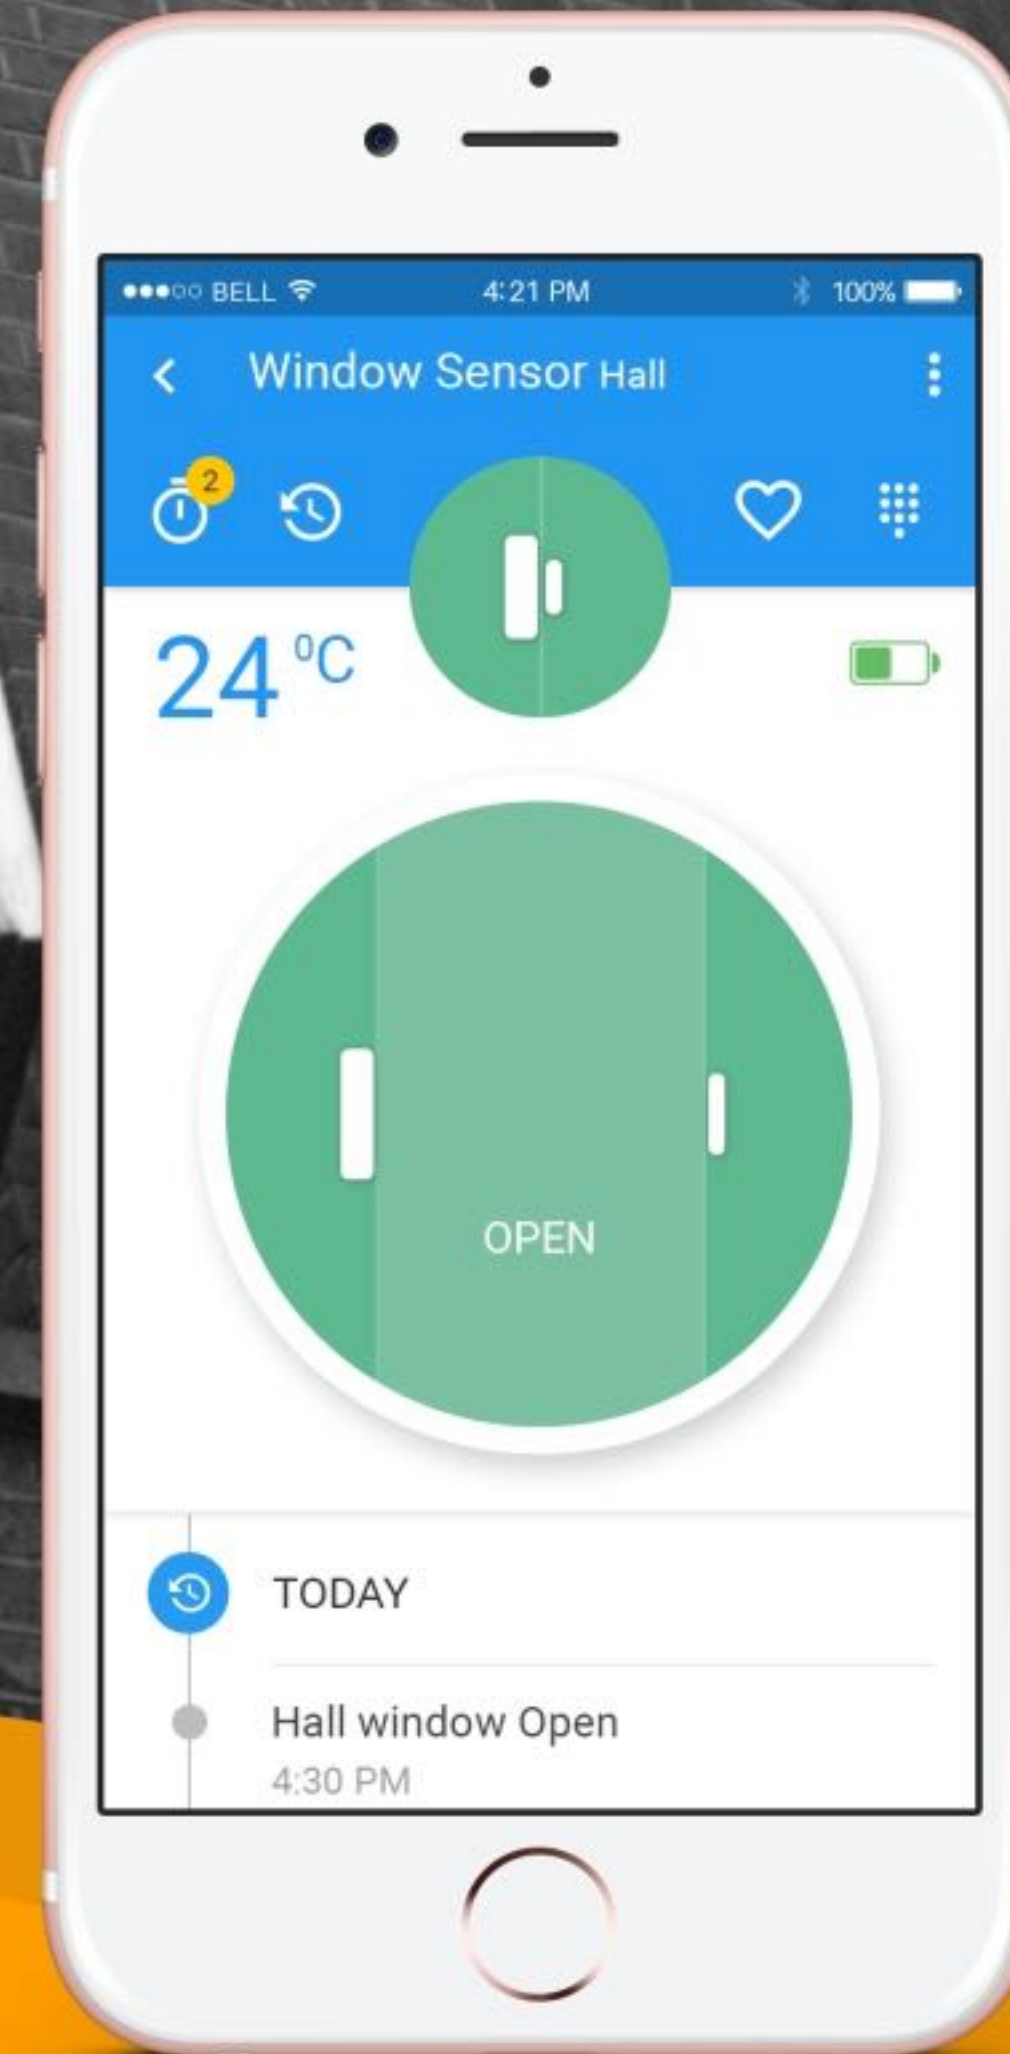 BELL 4:21 PM 100%
Window Sensor Hall
2
24 °C
OPEN
TODAY
Hall window Open
4:30 PM